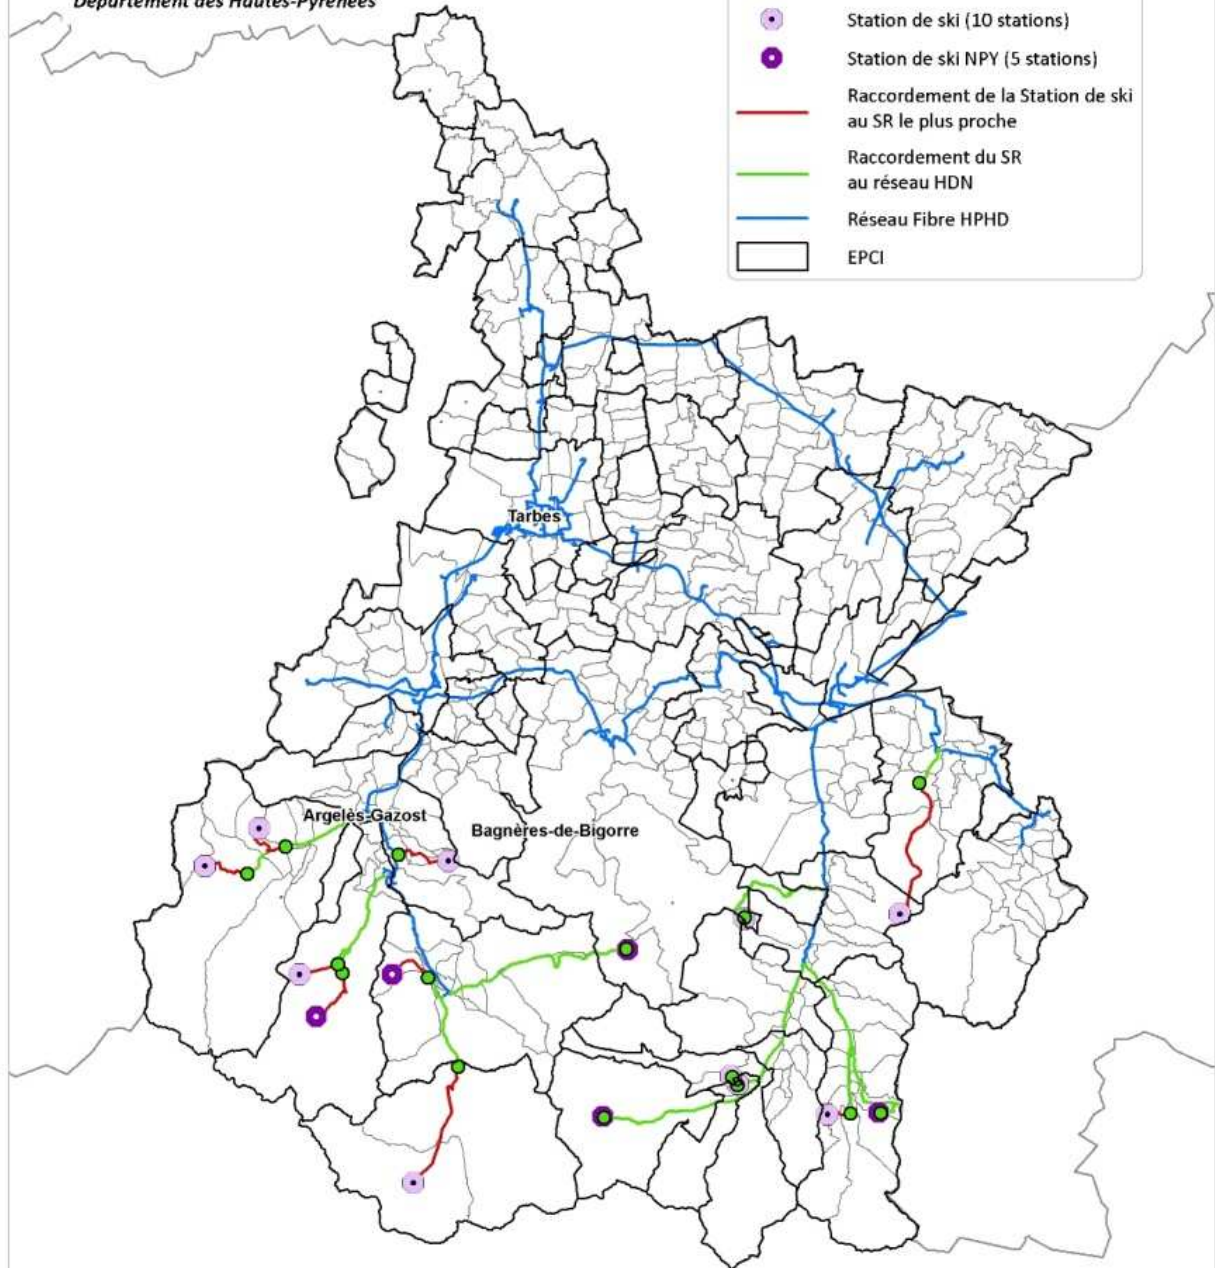 Département des Hautes-Pyrénées
Station de ski (10 stations)
Station de ski NPY (5 stations)
Raccordement de la Station de ski
au SR le plus proche
Raccordement du SR
au réseau HDN
Réseau Fibre HPHD
EPCI
Tarbes
Argelès-Gazost
Bagnères-de-Bigorre